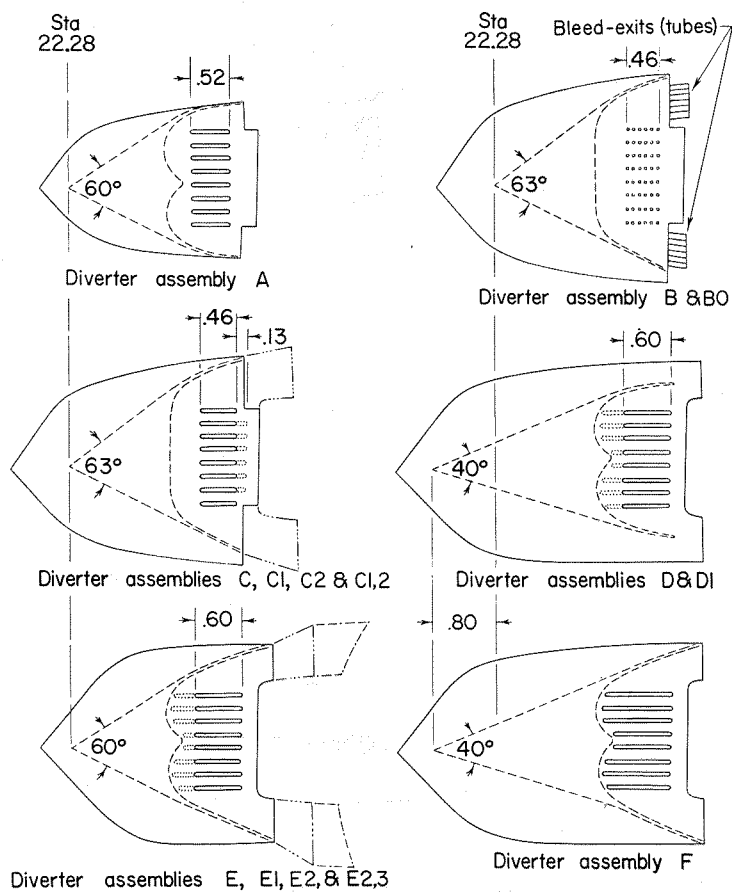 Sta
22.28
.52
60°
Diverter assembly A
Sta
22.28
Bleed-exits (tubes)
.46
63°
Diverter assembly B &BO
.46
.13
63°
Diverter assemblies C, C1, C2 & C1,2
.60
40°
Diverter assemblies D&D1
.60
60°
Diverter assemblies E, E1, E2, & E2,3
.80
40°
Diverter assembly F